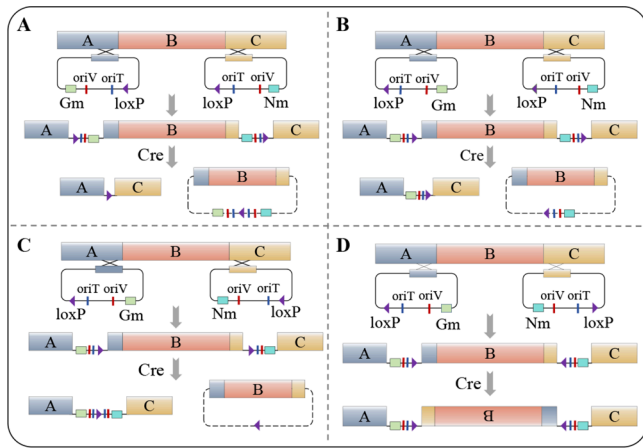 A
A B C
oriV oriT oriT oriV
Gm loxP loxP Nm
A B C
Cre
A C B
B
A B C
oriT oriV oriT oriV
loxP Gm loxP Nm
A B C
Cre
A C B
C
A B C
oriT oriV oriV oriT
loxP Gm Nm loxP
A B C
Cre
A C B
D
A B C
oriT oriV oriV oriT
loxP Gm Nm loxP
A B C
Cre
A B C